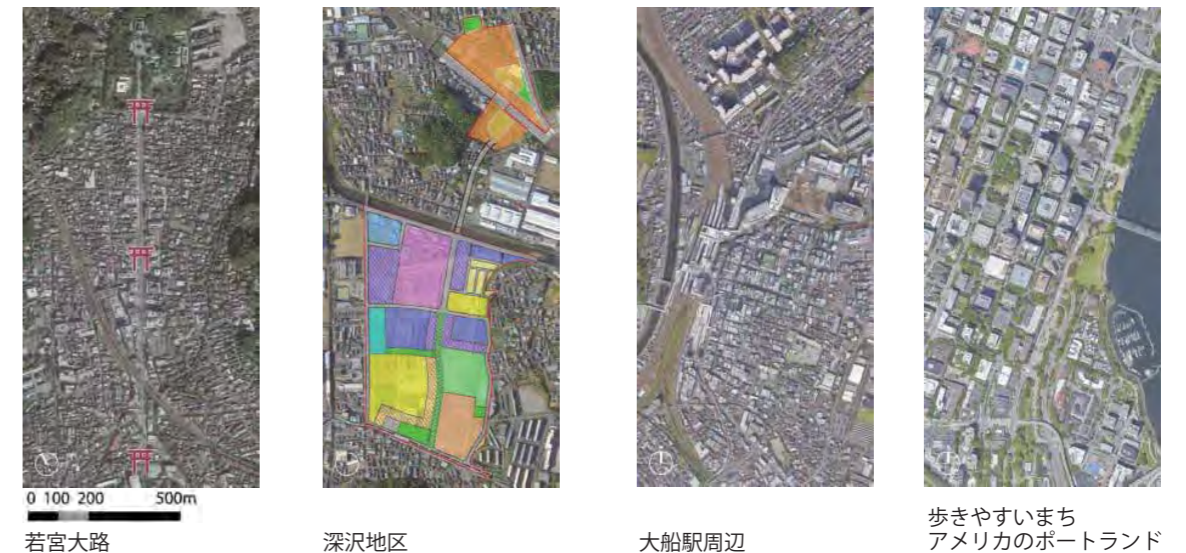 0 100 200 500m
若宮大路
深沢地区
大船駅周辺
歩きやすいまち
アメリカのポートランド